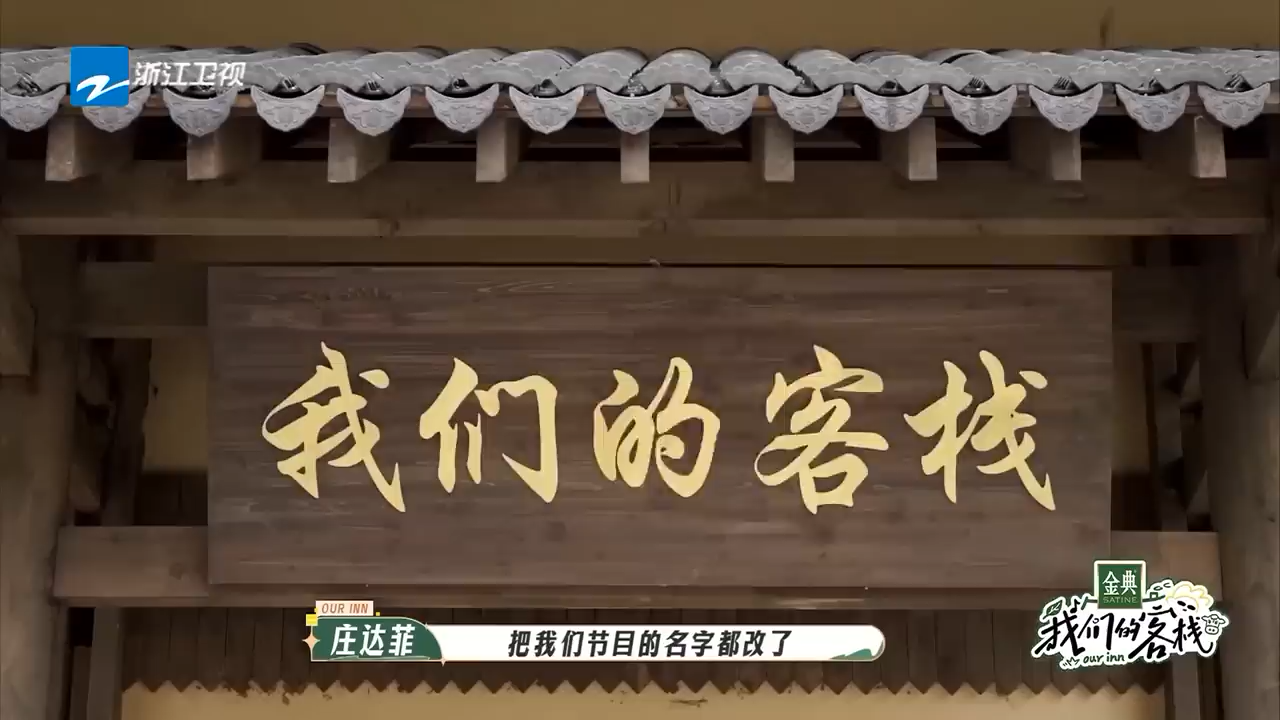 浙江卫视
我们的客栈
金典
SATINE
我们的客栈
our inn
OUR INN
庄达菲
把我们节目的名字都改了